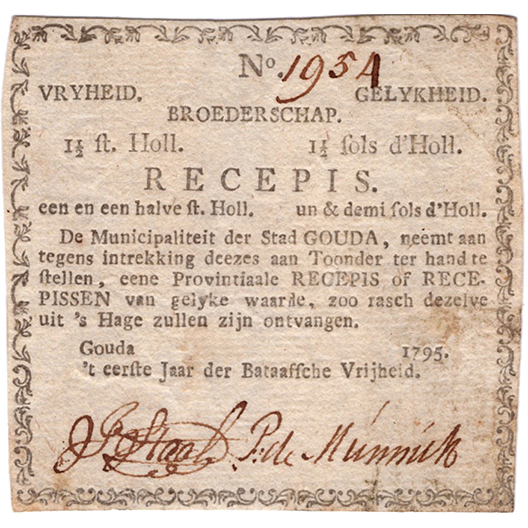 No. 1954
VRYHEID. GELYKHEID.
BROEDERSCHAP.
1½ ſt. Holl. 1½ ſols d'Holl.
RECEPIS.
een en een halve ſt. Holl. un & demi ſols d'Holl.
De Municipaliteit der Stad GOUDA, neemt aan
tegens intrekking deezes aan Toonder ter hand te
ſtellen, eene Provintiaale RECEPIS of RECE-
PISSEN van gelyke waarde, zoo rasch dezelve
uit 's Hage zullen zijn ontvangen.
Gouda 1795.
't eerſte Jaar der Bataaffche Vrijheid.
P. de Munnick